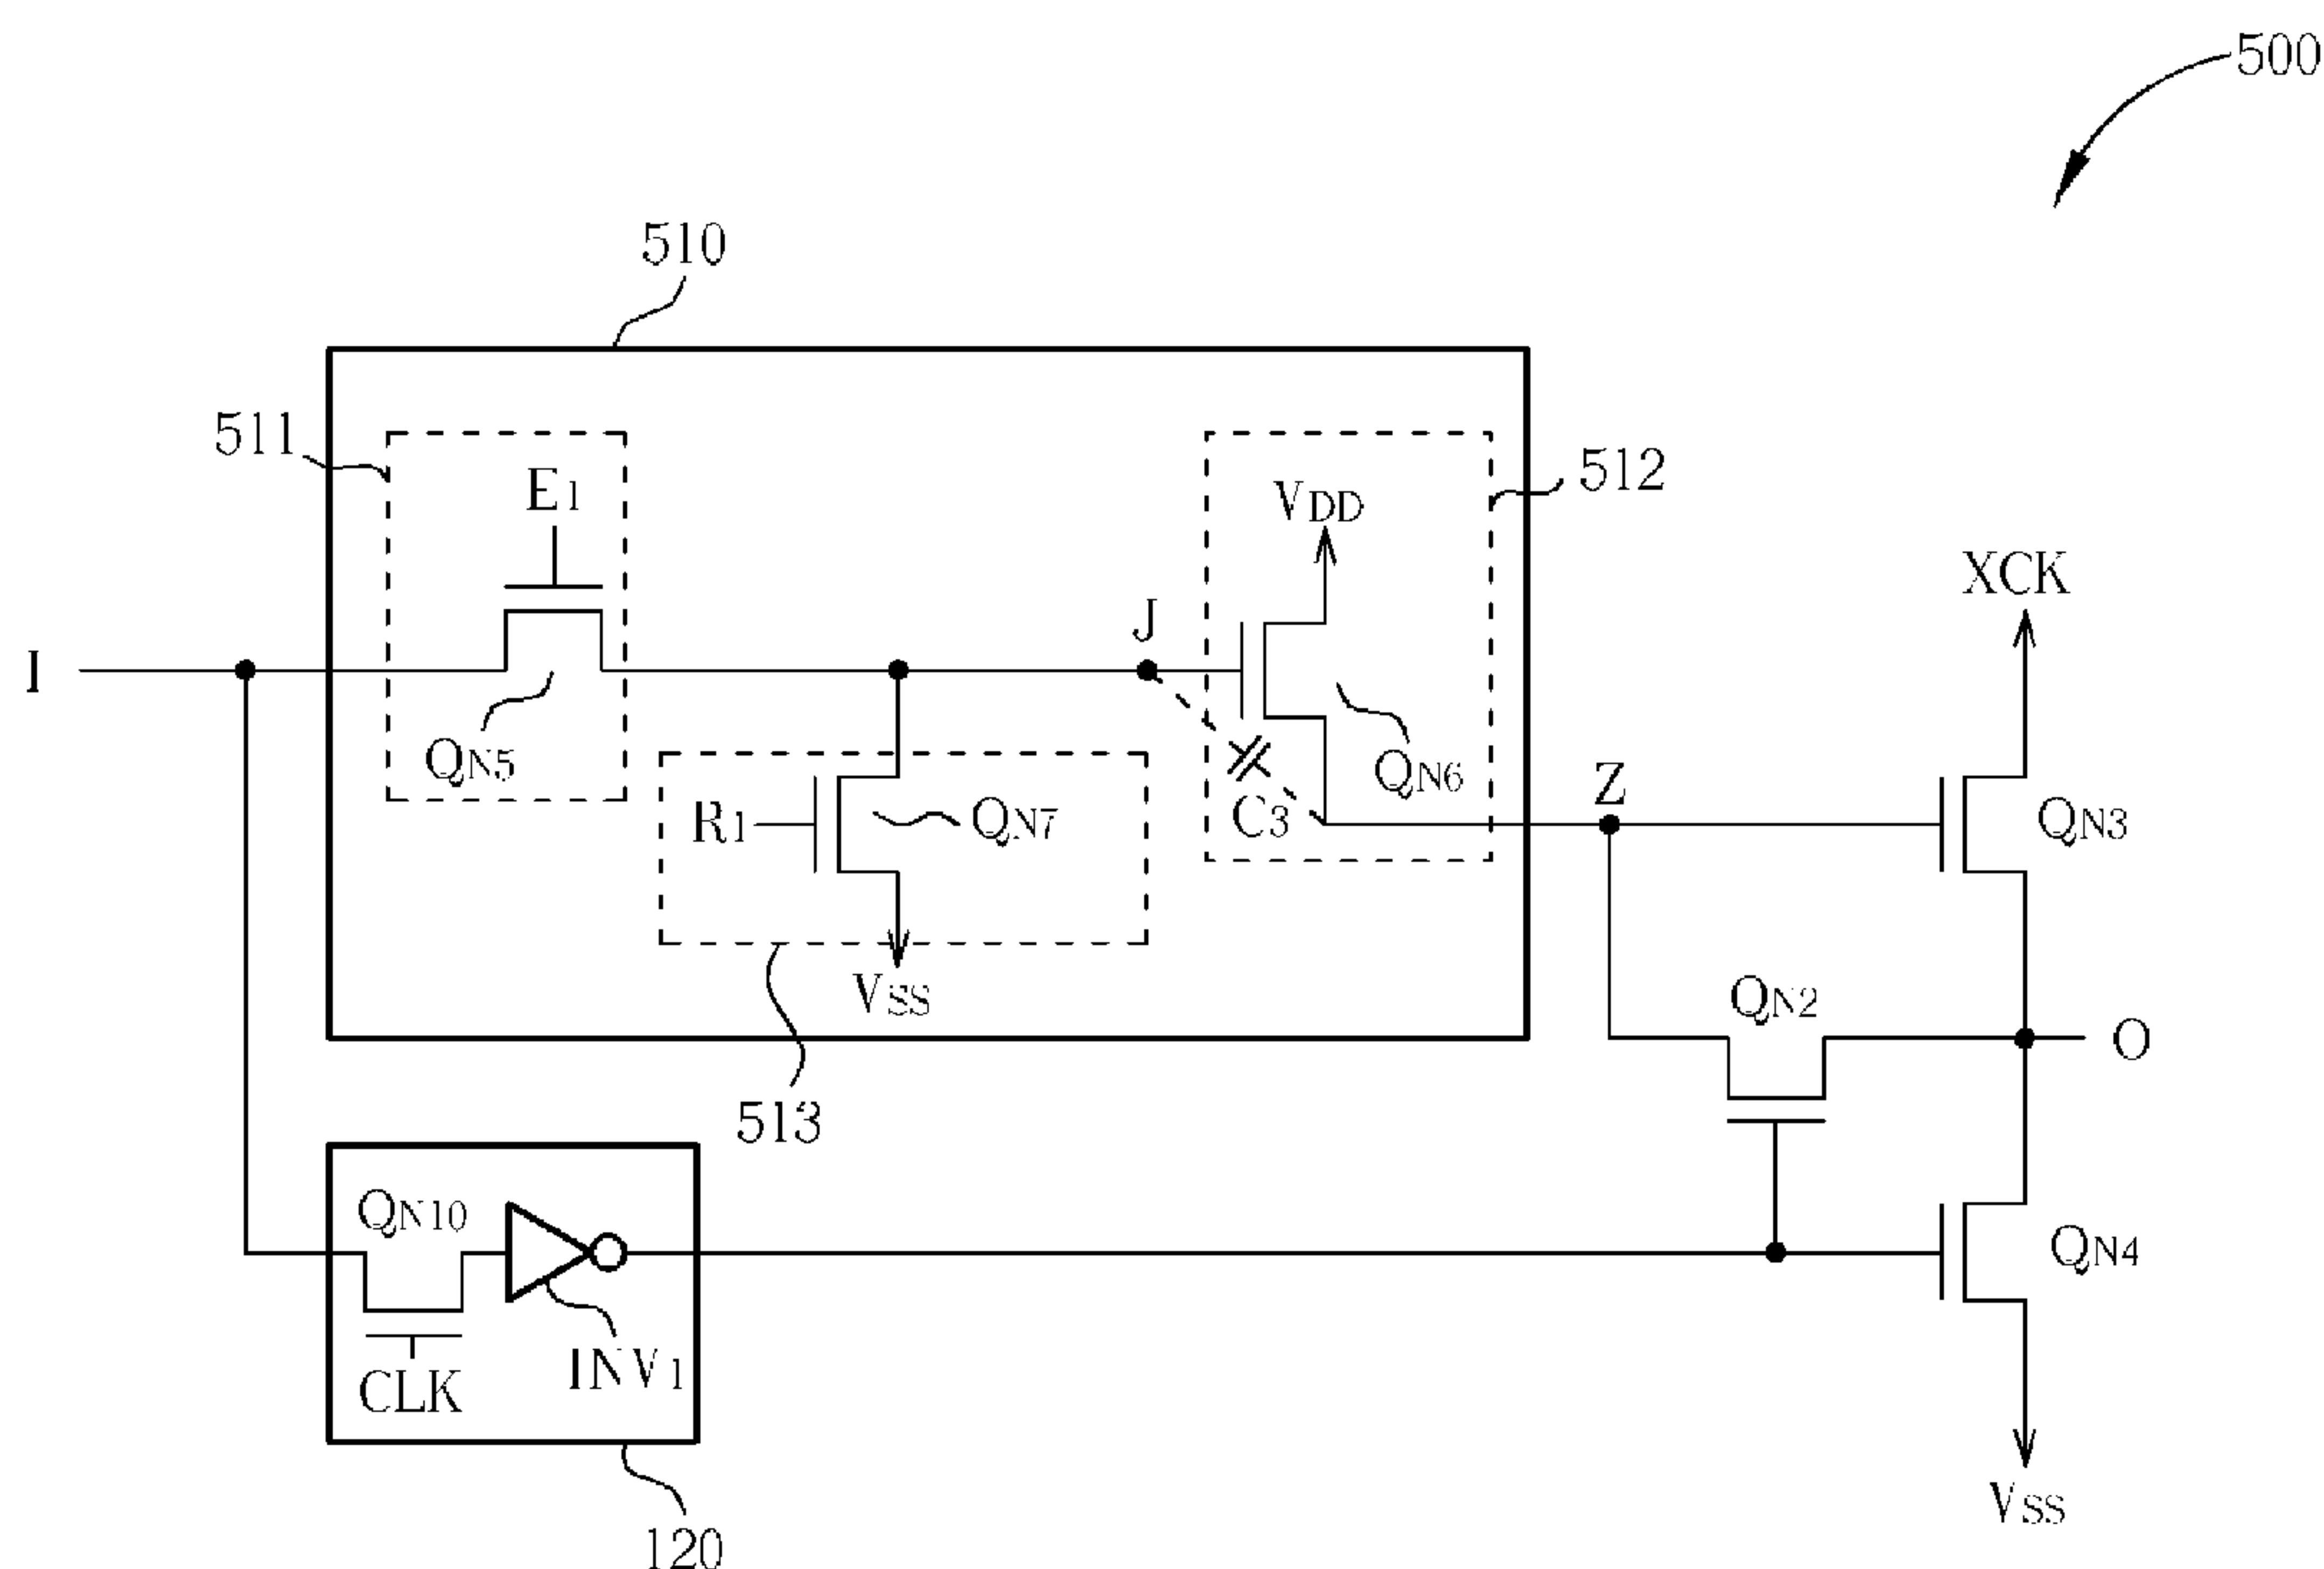 500
510
511
E1
512
VDD
XCK
J
I
QN5
QN6
Z
R1
QN7
C3
QN3
VSS
QN2
O
513
QN10
QN4
INV1
CLK
VSS
120